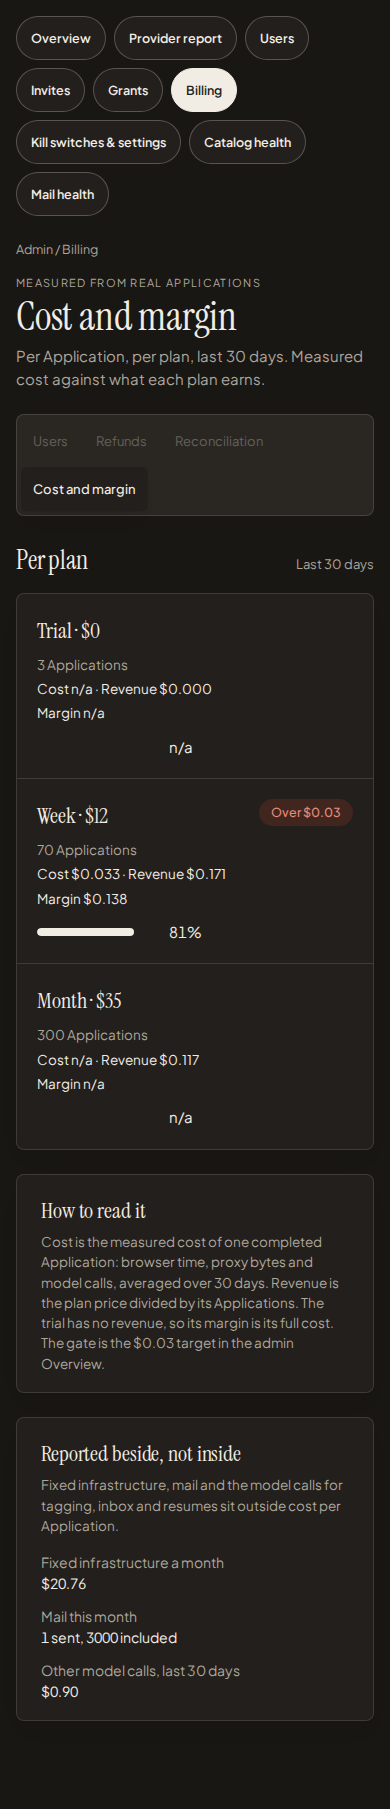 Overview
Provider report
Users
Invites
Grants
Billing
Kill switches & settings
Catalog health
Mail health
Admin / Billing
MEASURED FROM REAL APPLICATIONS
Cost and margin
Per Application, per plan, last 30 days. Measured
cost against what each plan earns.
Users
Refunds
Reconciliation
Cost and margin
Per plan
Last 30 days
Trial · $0
3 Applications
Cost n/a · Revenue $0.000
Margin n/a
n/a
Week · $12
Over $0.03
70 Applications
Cost $0.033 · Revenue $0.171
Margin $0.138
81%
Month · $35
300 Applications
Cost n/a · Revenue $0.117
Margin n/a
n/a
How to read it
Cost is the measured cost of one completed
Application: browser time, proxy bytes and
model calls, averaged over 30 days. Revenue is
the plan price divided by its Applications. The
trial has no revenue, so its margin is its full cost.
The gate is the $0.03 target in the admin
Overview.
Reported beside, not inside
Fixed infrastructure, mail and the model calls for
tagging, inbox and resumes sit outside cost per
Application.
Fixed infrastructure a month
$20.76
Mail this month
1 sent, 3000 included
Other model calls, last 30 days
$0.90